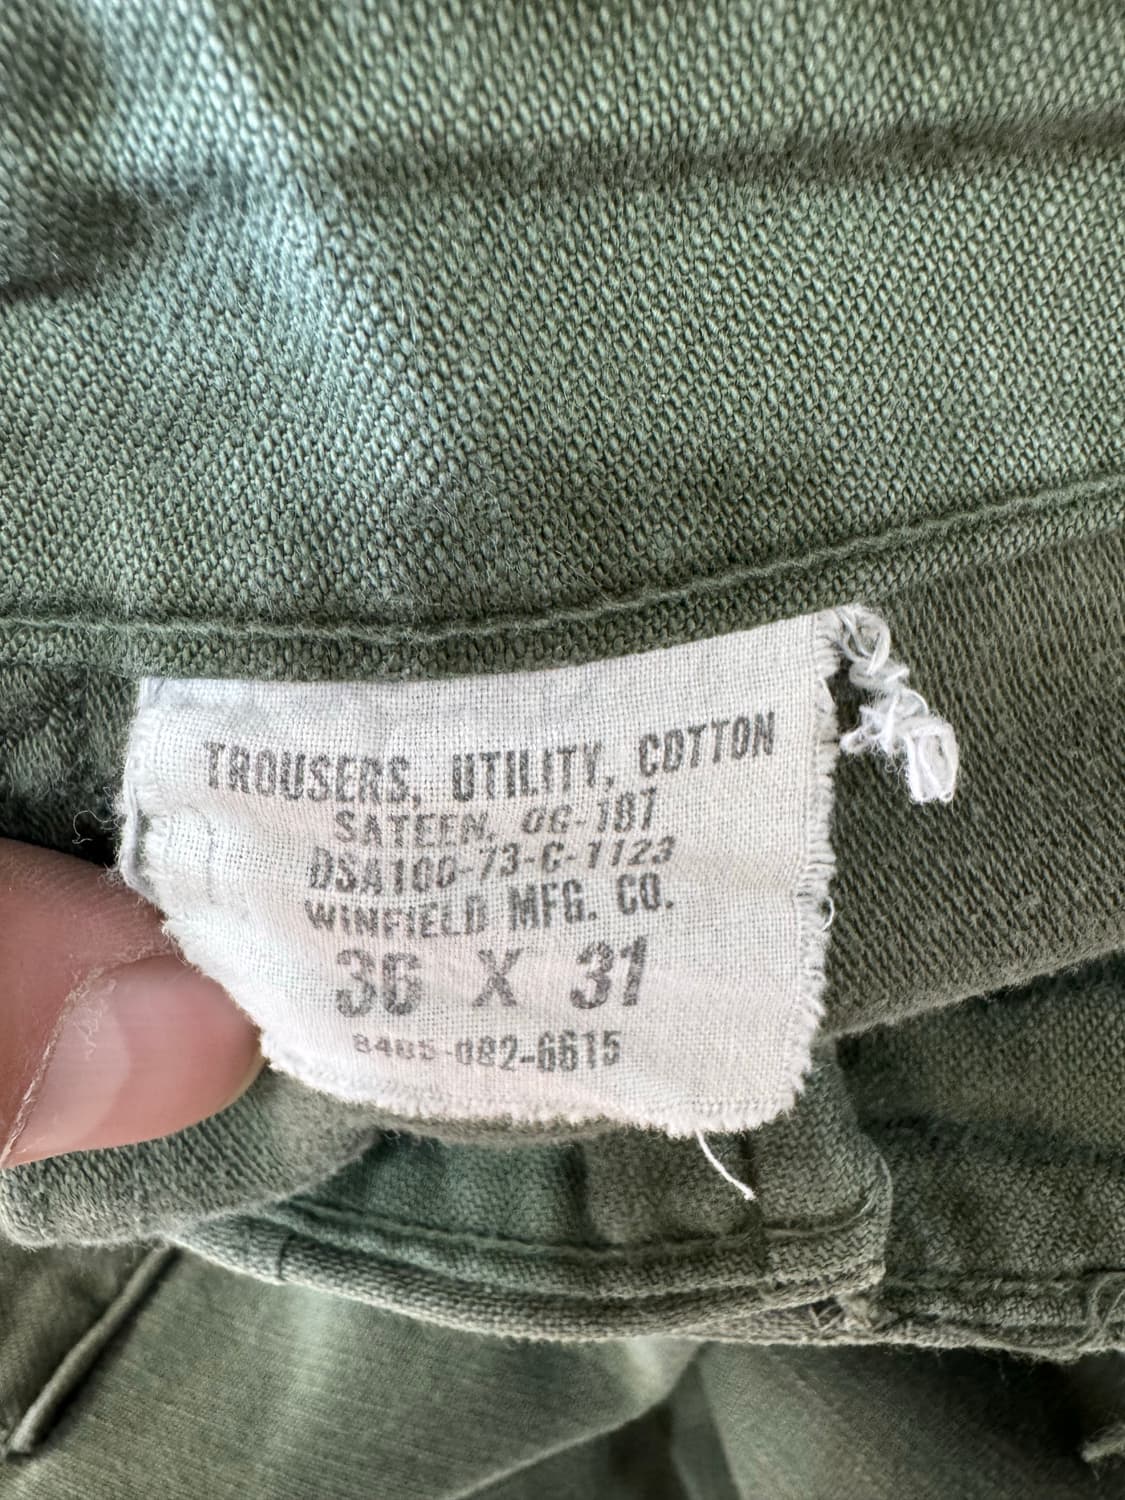 TROUSERS, UTILITY, COTTON
SATEEN, OG-107
DSA100-73-C-1123
WINFIELD MFG. CO.
36 X 31
8405-082-6615